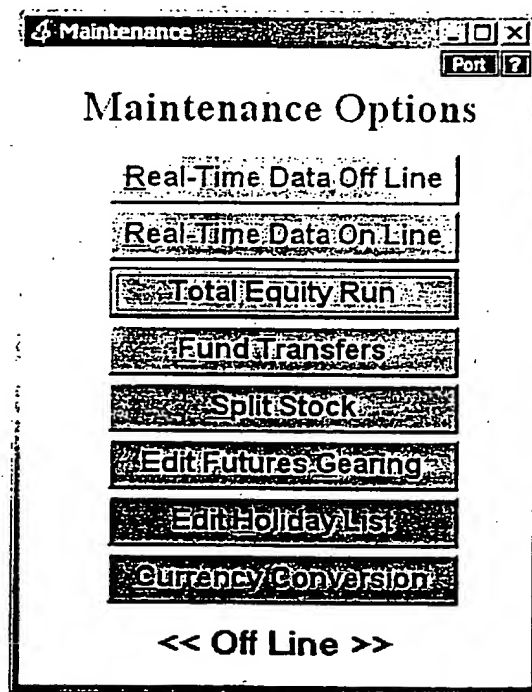 Maintenance
Port ?
Maintenance Options
Real-Time Data Off Line
Real-Time Data On Line
Total Equity Run
Fund Transfers
Split Stock
Edit Futures Gearing
Edit Holiday List
Currency Conversion
<< Off Line >>